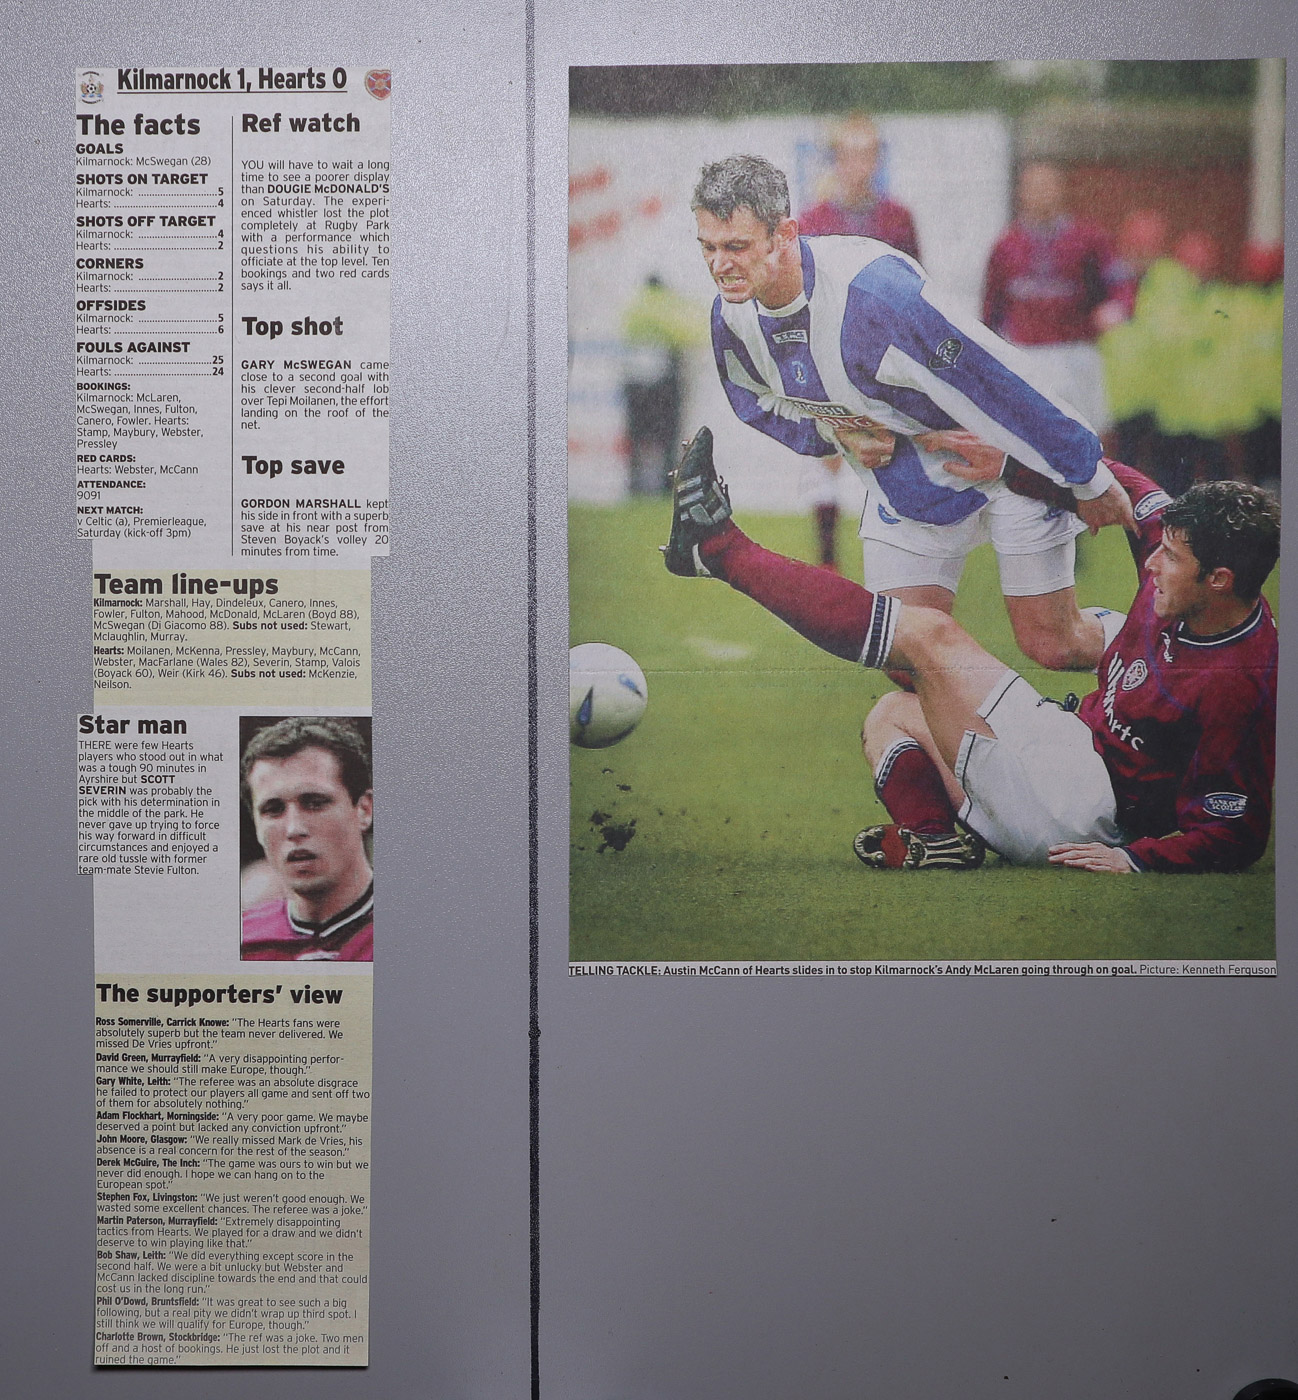 Kilmarnock 1, Hearts 0
The facts
GOALS
Kilmarnock: McSwegan (28)
SHOTS ON TARGET
Kilmarnock: ............................5
Hearts: ....................................4
SHOTS OFF TARGET
Kilmarnock: ............................4
Hearts: ....................................2
CORNERS
Kilmarnock: ............................2
Hearts: ....................................2
OFFSIDES
Kilmarnock: ............................5
Hearts: ....................................6
FOULS AGAINST
Kilmarnock: ..........................25
Hearts: ..................................24
BOOKINGS:
Kilmarnock: McLaren,
McSwegan, Innes, Fulton,
Canero, Fowler. Hearts:
Stamp, Maybury, Webster,
Pressley
RED CARDS:
Hearts: Webster, McCann
ATTENDANCE:
9091
NEXT MATCH:
v Celtic (a), Premierleague,
Saturday (kick-off 3pm)
Ref watch
YOU will have to wait a long
time to see a poorer display
than DOUGIE McDONALD'S
on Saturday. The experi-
enced whistler lost the plot
completely at Rugby Park
with a performance which
questions his ability to
officiate at the top level. Ten
bookings and two red cards
says it all.
Top shot
GARY McSWEGAN came
close to a second goal with
his clever second-half lob
over Tepi Moilanen, the effort
landing on the roof of the
net.
Top save
GORDON MARSHALL kept
his side in front with a superb
save at his near post from
Steven Boyack's volley 20
minutes from time.
Team line-ups
Kilmarnock: Marshall, Hay, Dindeleux, Canero, Innes,
Fowler, Fulton, Mahood, McDonald, McLaren (Boyd 88),
McSwegan (Di Giacomo 88). Subs not used: Stewart,
Mclaughlin, Murray.
Hearts: Moilanen, McKenna, Pressley, Maybury, McCann,
Webster, MacFarlane (Wales 82), Severin, Stamp, Valois
(Boyack 60), Weir (Kirk 46). Subs not used: McKenzie,
Neilson.
Star man
THERE were few Hearts
players who stood out in what
was a tough 90 minutes in
Ayrshire but SCOTT
SEVERIN was probably the
pick with his determination in
the middle of the park. He
never gave up trying to force
his way forward in difficult
circumstances and enjoyed a
rare old tussle with former
team-mate Stevie Fulton.
The supporters' view
Ross Somerville, Carrick Knowe: "The Hearts fans were
absolutely superb but the team never delivered. We
missed De Vries upfront."
David Green, Murrayfield: "A very disappointing perfor-
mance we should still make Europe, though."
Gary White, Leith: "The referee was an absolute disgrace
he failed to protect our players all game and sent off two
of them for absolutely nothing."
Adam Flockhart, Morningside: "A very poor game. We maybe
deserved a point but lacked any conviction upfront."
John Moore, Glasgow: "We really missed Mark de Vries, his
absence is a real concern for the rest of the season."
Derek McGuire, The Inch: "The game was ours to win but we
never did enough. I hope we can hang on to the
European spot."
Stephen Fox, Livingston: "We just weren't good enough. We
wasted some excellent chances. The referee was a joke."
Martin Paterson, Murrayfield: "Extremely disappointing
tactics from Hearts. We played for a draw and we didn't
deserve to win playing like that."
Bob Shaw, Leith: "We did everything except score in the
second half. We were a bit unlucky but Webster and
McCann lacked discipline towards the end and that could
cost us in the long run."
Phil O'Dowd, Bruntsfield: "It was great to see such a big
following, but a real pity we didn't wrap up third spot. I
still think we will qualify for Europe, though."
Charlotte Brown, Stockbridge: "The ref was a joke. Two men
off and a host of bookings. He just lost the plot and it
ruined the game."
TFG
BANK OF
SCOTLAND
TELLING TACKLE: Austin McCann of Hearts slides in to stop Kilmarnock's Andy McLaren going through on goal. Picture: Kenneth Ferguson